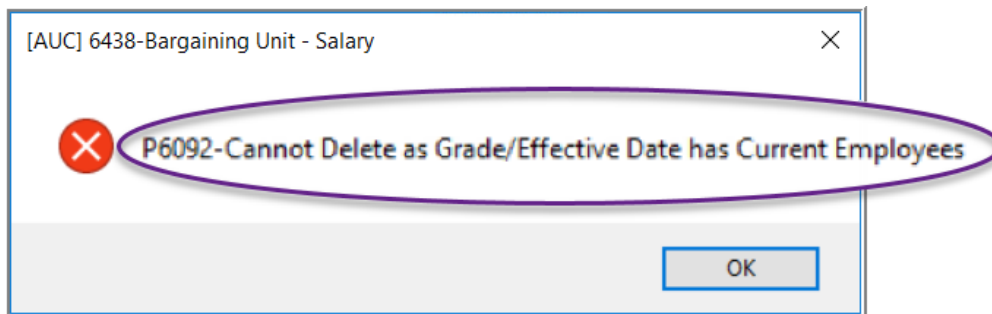 [AUC] 6438-Bargaining Unit - Salary
P6092-Cannot Delete as Grade/Effective Date has Current Employees
OK